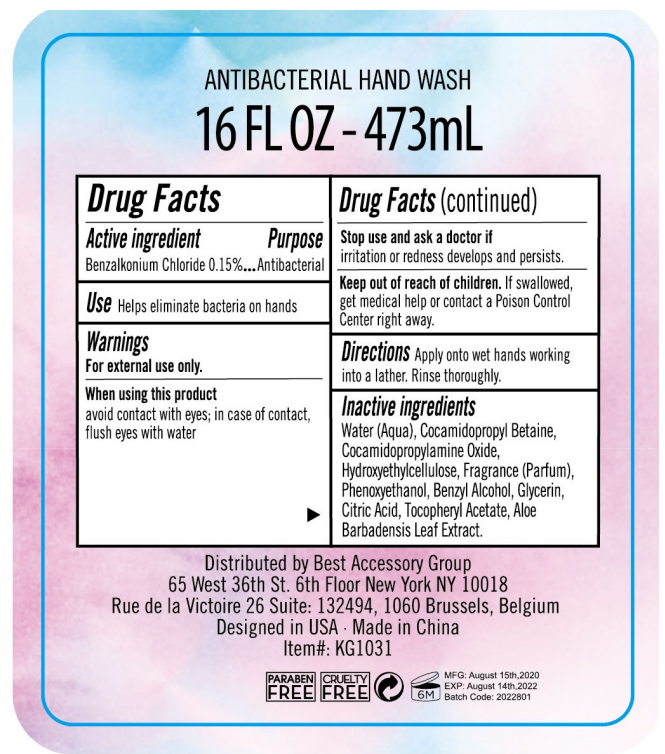 ANTIBACTERIAL HAND WASH
16 FL OZ - 473mL
Drug Facts
Active ingredient Purpose
Benzalkonium Chloride 0.15%...Antibacterial
Use Helps eliminate bacteria on hands
Warnings
For external use only.
When using this product
avoid contact with eyes; in case of contact,
flush eyes with water
Drug Facts (continued)
Stop use and ask a doctor if
irritation or redness develops and persists.
Keep out of reach of children. If swallowed,
get medical help or contact a Poison Control
Center right away.
Directions Apply onto wet hands working
into a lather. Rinse thoroughly.
Inactive ingredients
Water (Aqua), Cocamidopropyl Betaine,
Cocamidopropylamine Oxide,
Hydroxyethylcellulose, Fragrance (Parfum),
Phenoxyethanol, Benzyl Alcohol, Glycerin,
Citric Acid, Tocopheryl Acetate, Aloe
Barbadensis Leaf Extract.
Distributed by Best Accessory Group
65 West 36th St. 6th Floor New York NY 10018
Rue de la Victoire 26 Suite: 132494, 1060 Brussels, Belgium
Designed in USA · Made in China
Item#: KG1031
PARABEN
FREE
CRUELTY
FREE
6M
MFG: August 15th,2020
EXP: August 14th,2022
Batch Code: 2022801